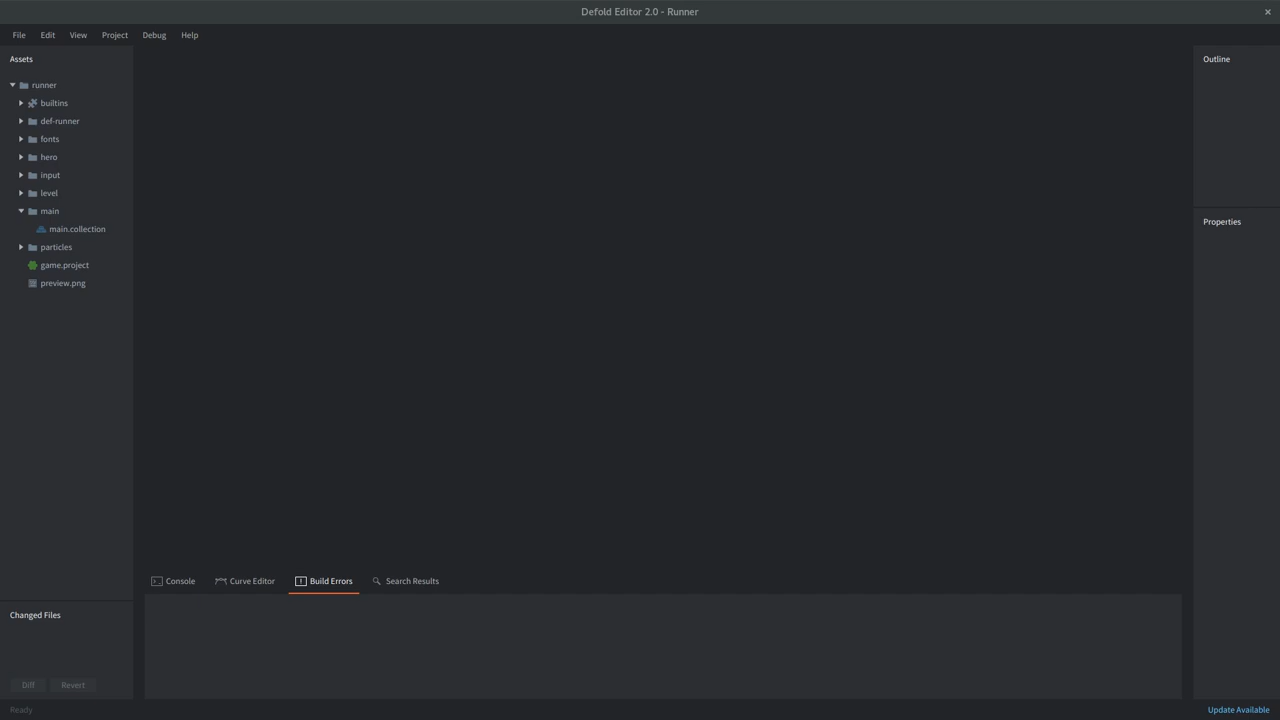 Defold Editor 2.0 - Runner
File Edit View Project Debug Help
Assets
runner
builtins
def-runner
fonts
hero
input
level
main
main.collection
particles
game.project
preview.png
Console Curve Editor Build Errors Search Results
Changed Files
Diff Revert
Ready
Outline
Properties
Update Available